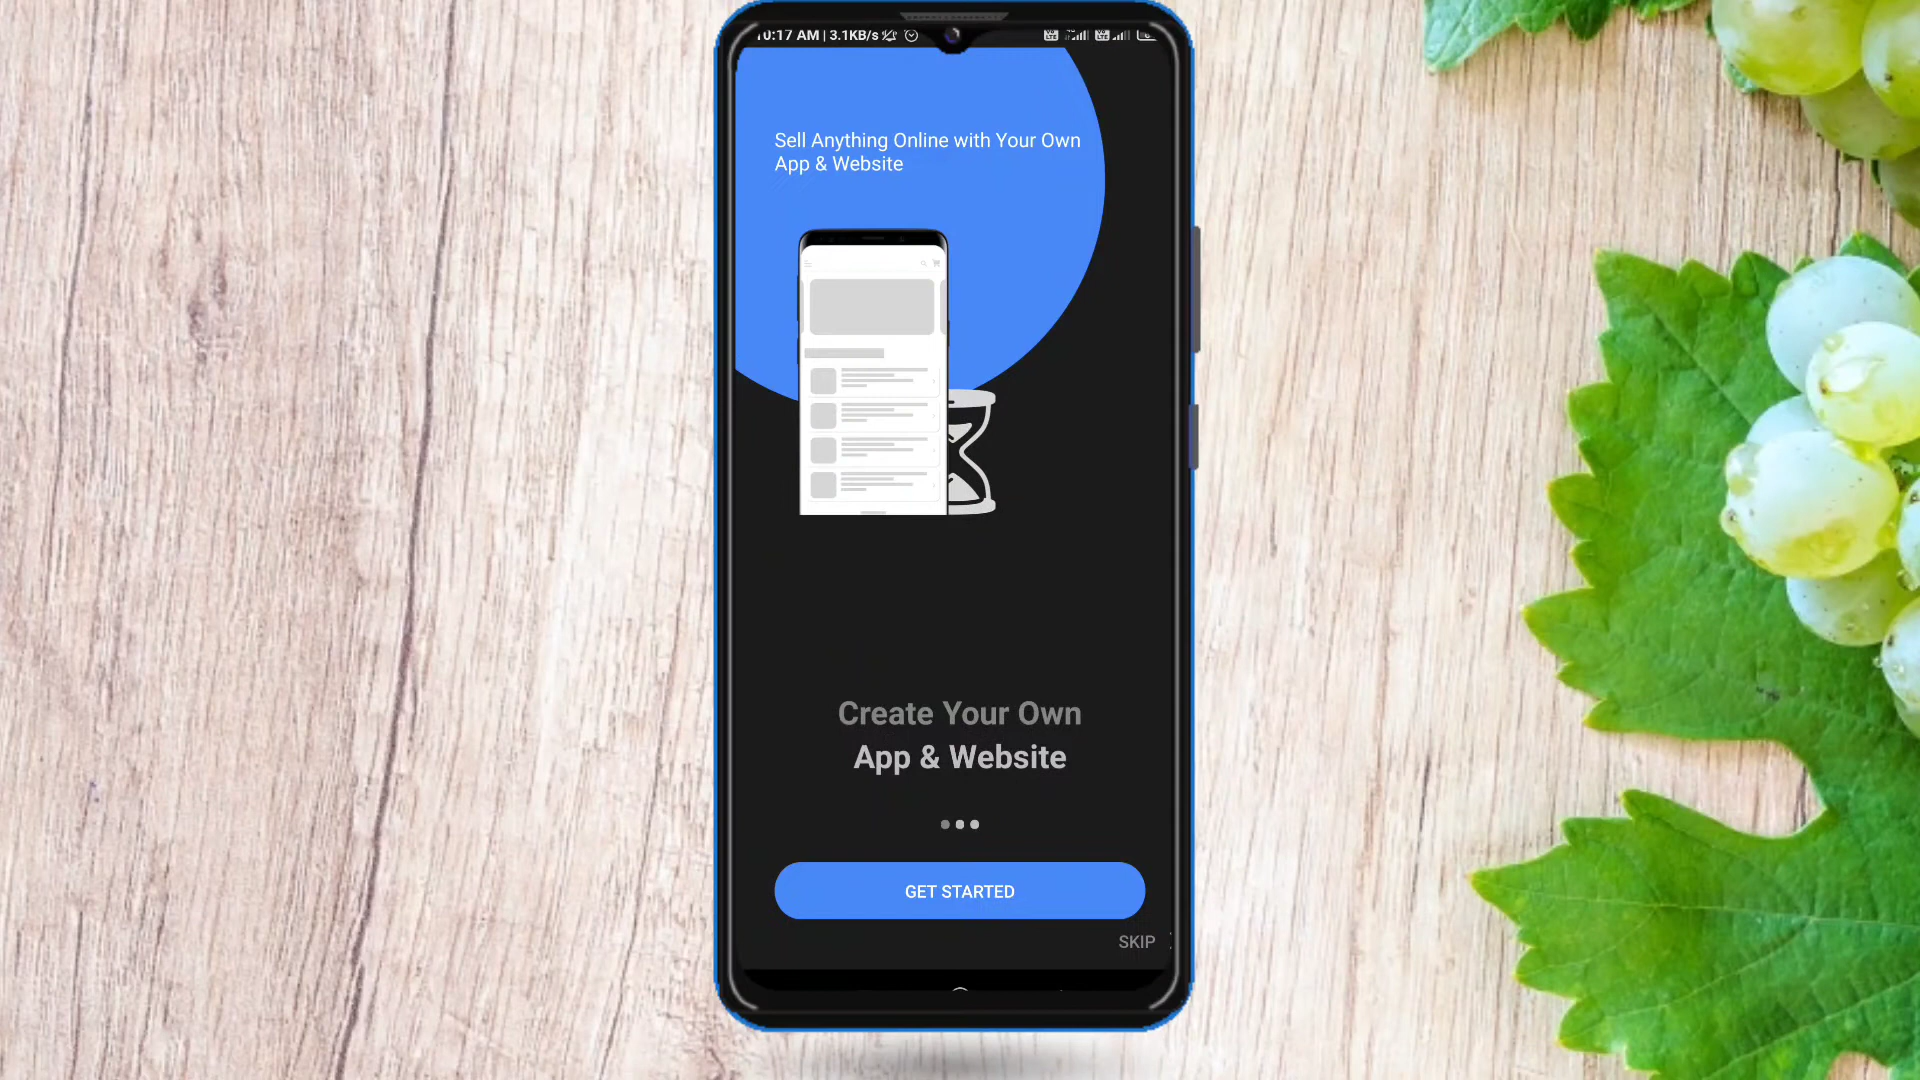 10:17 AM | 3.1KB/s
Sell Anything Online with Your Own
App & Website
Create Your Own
App & Website
GET STARTED
SKIP